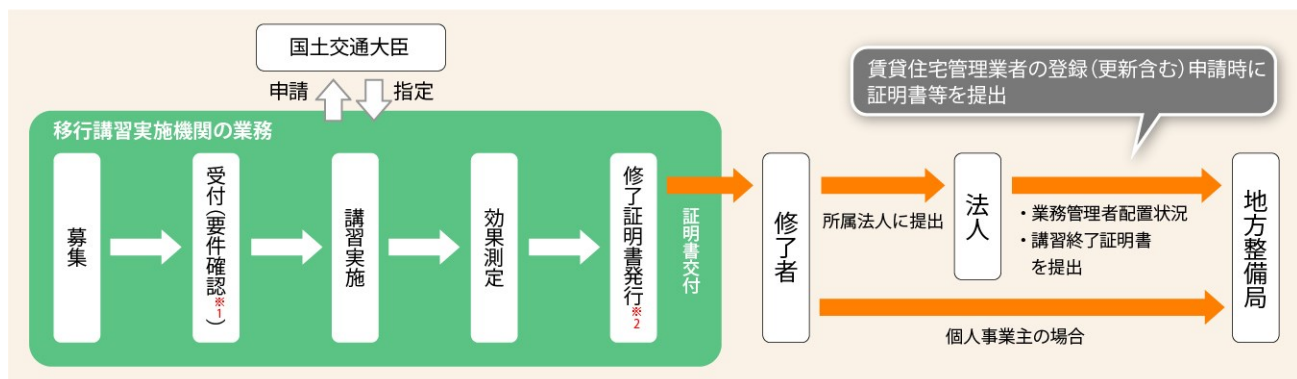 国土交通大臣
申請
指定
賃貸住宅管理業者の登録（更新含む）申請時に
証明書等を提出
移行講習実施機関の業務
募集
受付（要件確認※1）
講習実施
効果測定
修了証明書発行※2
証明書交付
修了者
所属法人に提出
法人
・業務管理者配置状況
・講習終了証明書
を提出
地方整備局
個人事業主の場合